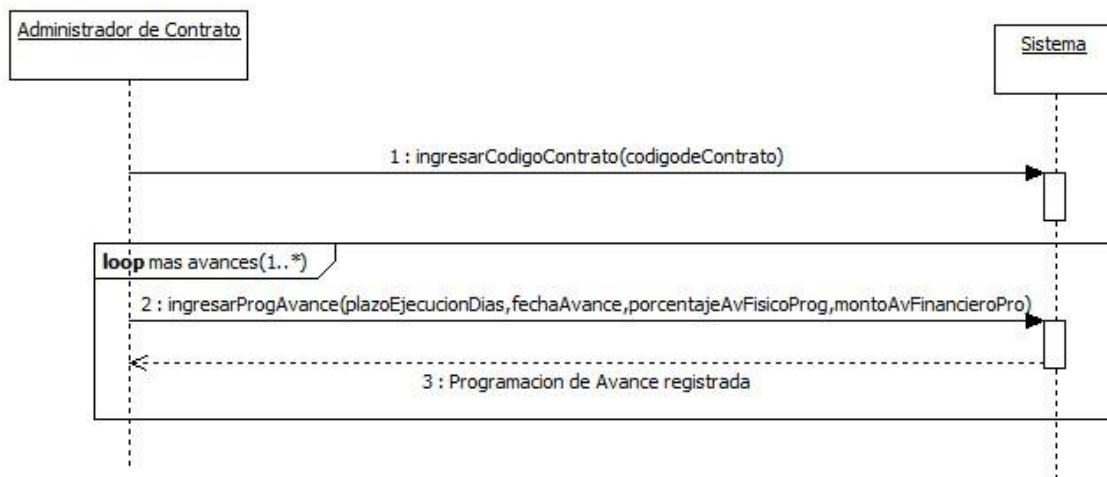 Administrador de Contrato
Sistema
1 : ingresarCodigoContrato(codigodeContrato)
loop mas avances(1..*)
2 : ingresarProgAvance(plazoEjecucionDias,fechaAvance,porcentajeAvFisicoProg,montoAvFinancieroPro)
3 : Programacion de Avance registrada